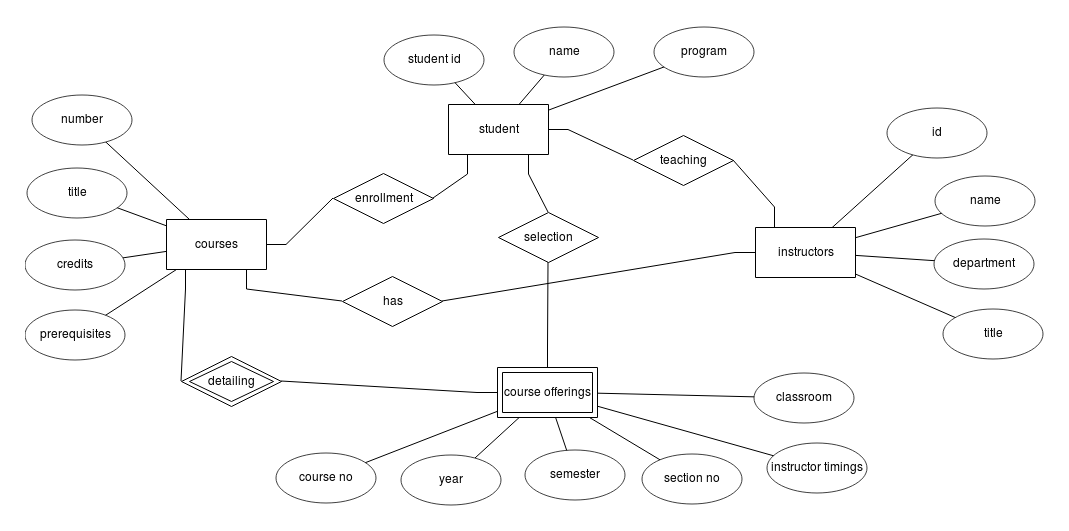 student id
name
program
number
id
student
teaching
title
enrollment
name
courses
selection
instructors
credits
department
has
prerequisites
title
detailing
course offerings
classroom
course no
year
semester
section no
instructor timings